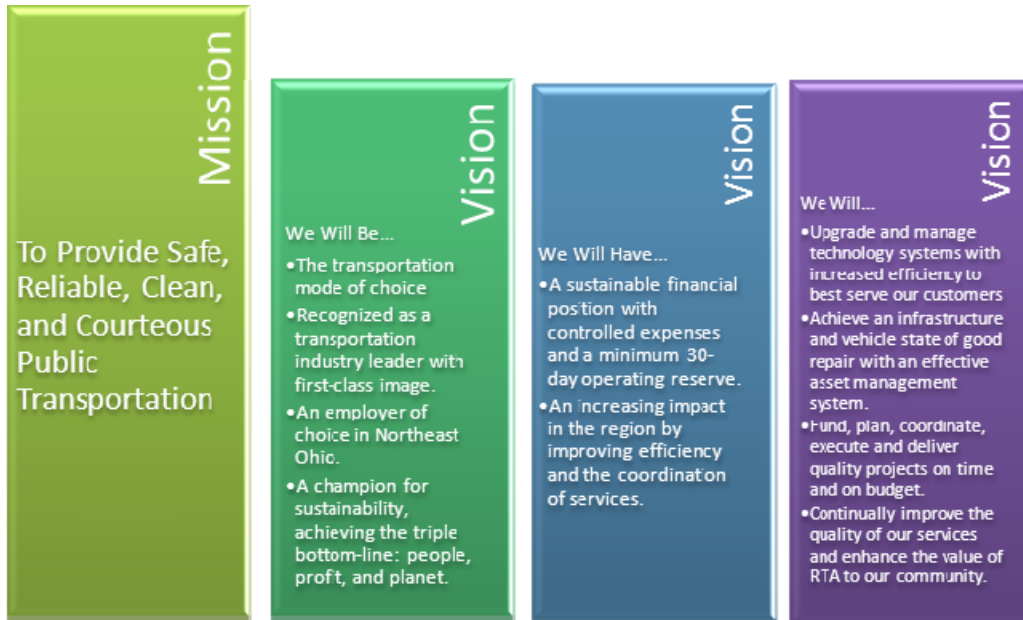 Mission
To Provide Safe,
Reliable, Clean,
and Courteous
Public
Transportation
Vision
We Will Be...
•The transportation
mode of choice
•Recognized as a
transportation
industry leader with
first-class image.
•An employer of
choice in Northeast
Ohio.
•A champion for
sustainability,
achieving the triple
bottom-line: people,
profit, and planet.
Vision
We Will Have...
•A sustainable financial
position with
controlled expenses
and a minimum 30-
day operating reserve.
•An increasing impact
in the region by
improving efficiency
and the coordination
of services.
Vision
We Will...
•Upgrade and manage
technology systems with
increased efficiency to
best serve our customers
•Achieve an infrastructure
and vehicle state of good
repair with an effective
asset management
system.
•Fund, plan, coordinate,
execute and deliver
quality projects on time
and on budget.
•Continually improve the
quality of our services
and enhance the value of
RTA to our community.